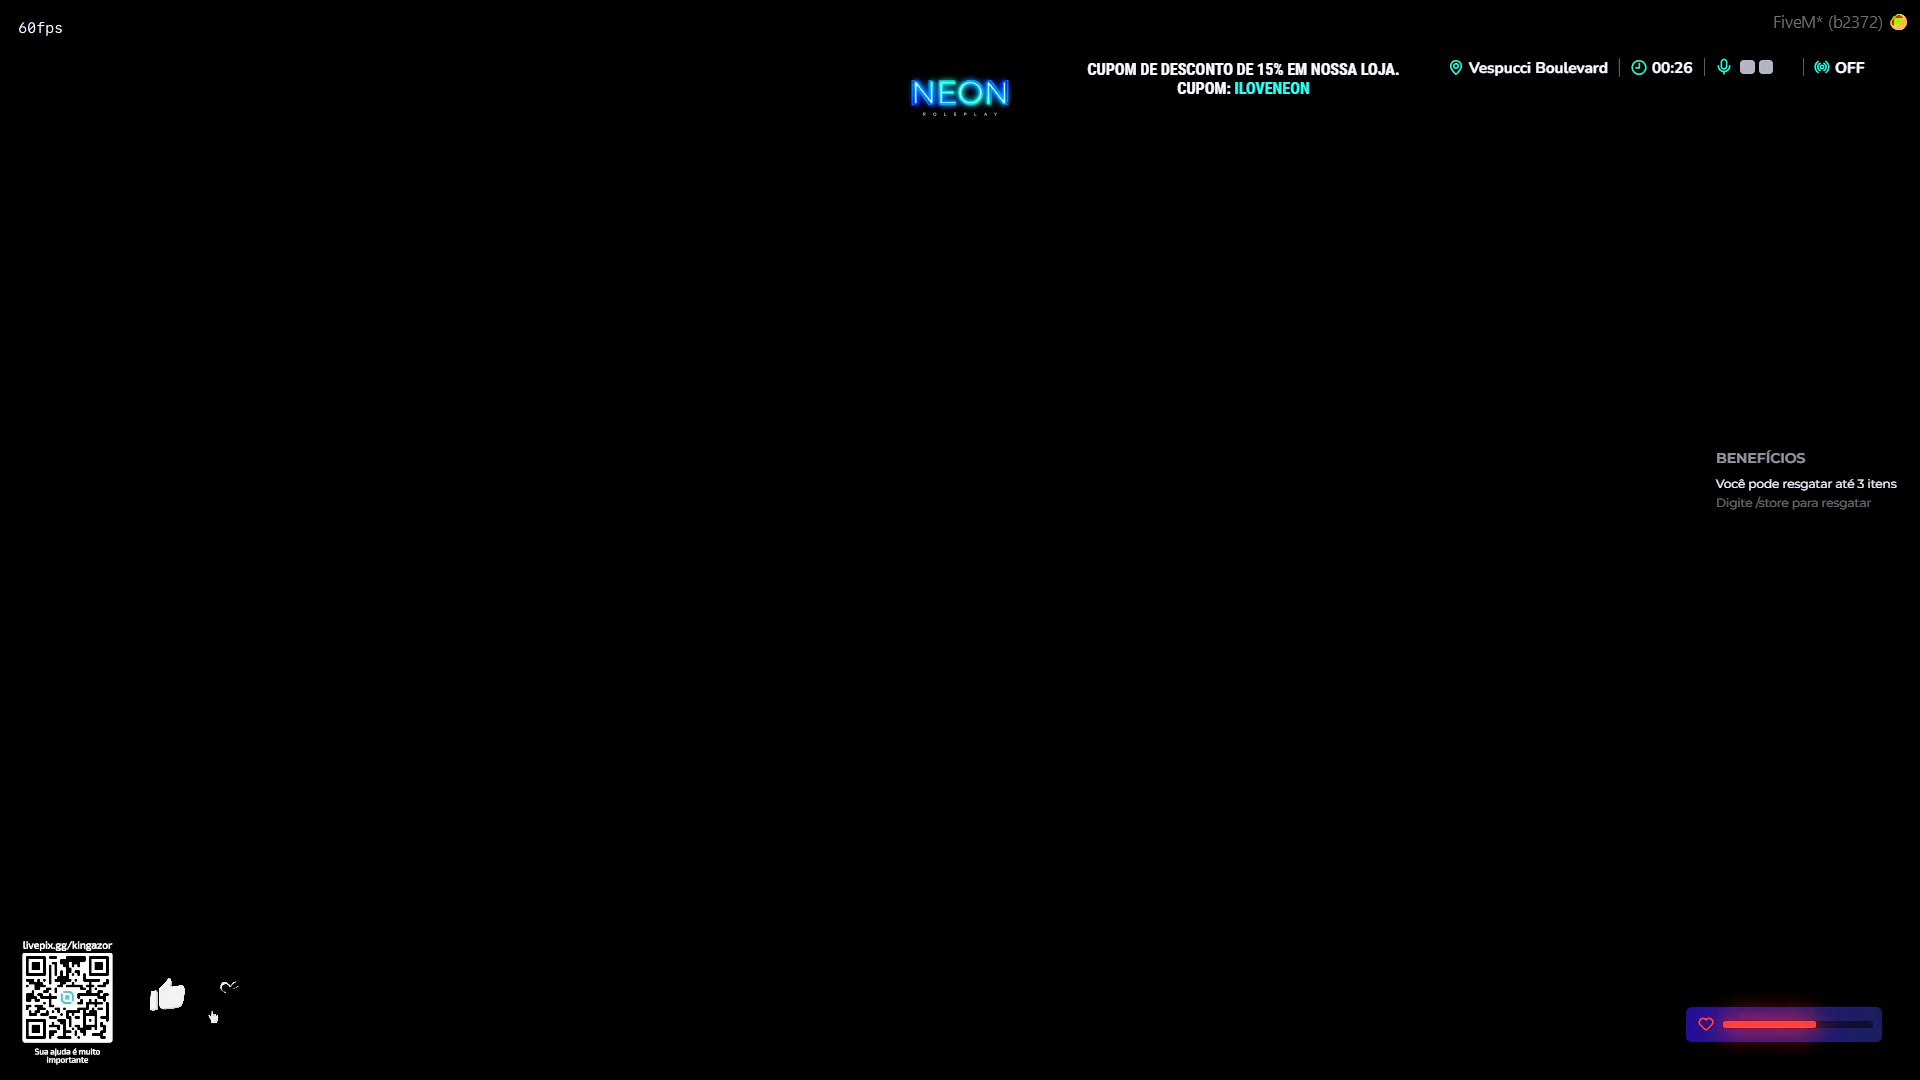 60fps
FiveM* (b2372)
NEON
ROLEPLAY
CUPOM DE DESCONTO DE 15% EM NOSSA LOJA.
CUPOM: ILOVENEON
Vespucci Boulevard
00:26
OFF
BENEFÍCIOS
Você pode resgatar até 3 itens
Digite /store para resgatar
livepix.gg/kingazor
Sua ajuda é muito
importante